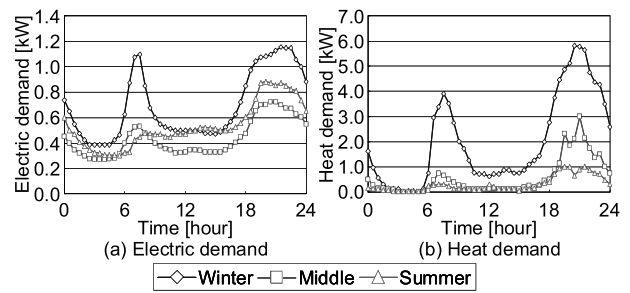 1.4
1.2
1.0
0.8
0.6
0.4
0.2
0.0
Electric demand [kW]
0 6 12 18 24
Time [hour]
(a) Electric demand
7.0
6.0
5.0
4.0
3.0
2.0
1.0
0.0
Heat demand [kW]
0 6 12 18 24
Time [hour]
(b) Heat demand
Winter Middle Summer